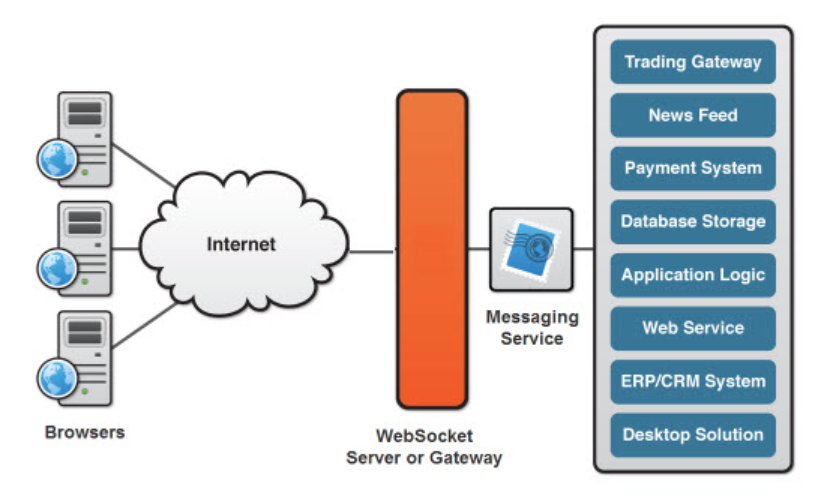 Internet
Browsers
WebSocket
Server or Gateway
Messaging
Service
Trading Gateway
News Feed
Payment System
Database Storage
Application Logic
Web Service
ERP/CRM System
Desktop Solution